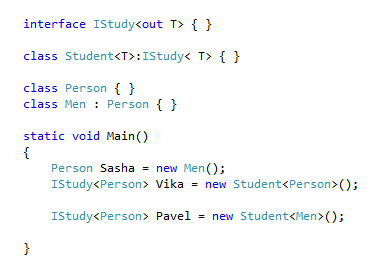 interface IStudy<out T> { }
class Student<T>:IStudy< T> { }
class Person { }
class Men : Person { }
static void Main()
{
Person Sasha = new Men();
IStudy<Person> Vika = new Student<Person>();
IStudy<Person> Pavel = new Student<Men>();
}